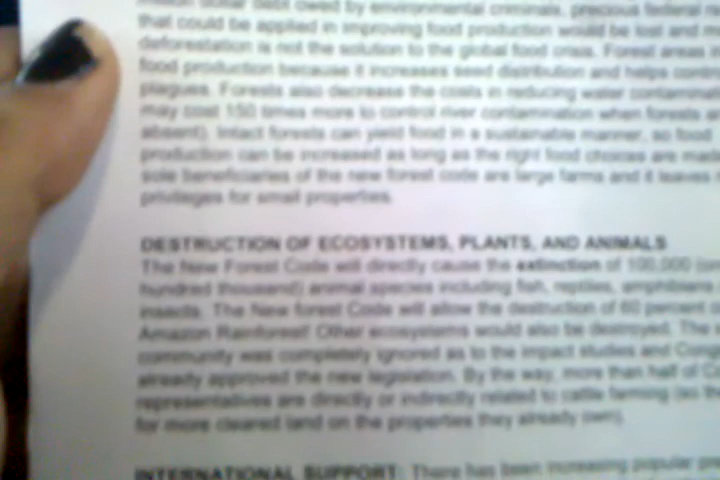 million dollar debt owed by environmental criminals, precious federal
that could be applied in improving food production would be lost and
deforestation is not the solution to the global food crisis. Forest areas
food production because it increases seed distribution and helps
plagues. Forests also decrease the costs in reducing water
may cost 150 times more to control river contamination when forests
absent). Intact forests can yield food in a sustainable manner, so food
production can be increased as long as the right food choices are
sole beneficiaries of the new forest code are large farms and it leaves
privileges for small properties.
DESTRUCTION OF ECOSYSTEMS, PLANTS, AND ANIMALS
The New Forest Code will directly cause the extinction of 100,000
hundred thousand) animal species including fish, reptiles, amphibians
insects. The New forest Code will allow the destruction of 60 percent
Amazon Rainforest! Other ecosystems would also be destroyed. The
community was completely ignored as to the impact studies and
already approved the new legislation. By the way, more than half of
representatives are directly or indirectly related to cattle farming (so
for more cleared land on the properties they already own).
INTERNATIONAL SUPPORT: There has been increasing popular